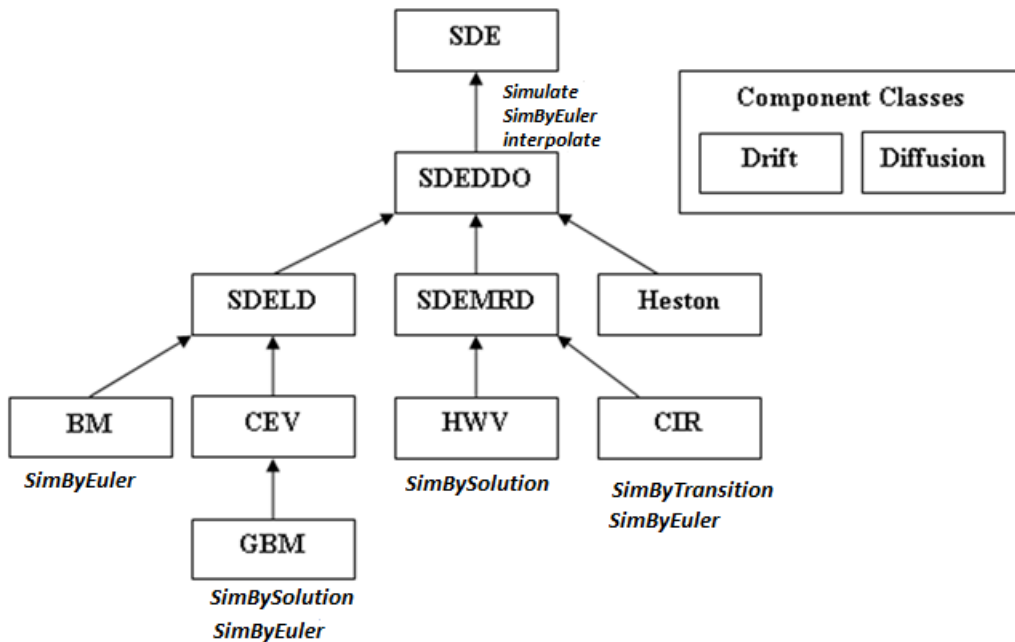 SDE
Simulate
SimByEuler
interpolate
Component Classes
Drift
Diffusion
SDEDDO
SDELD
SDEMRD
Heston
BM
CEV
HWV
CIR
SimByEuler
SimBySolution
SimByTransition
SimByEuler
GBM
SimBySolution
SimByEuler